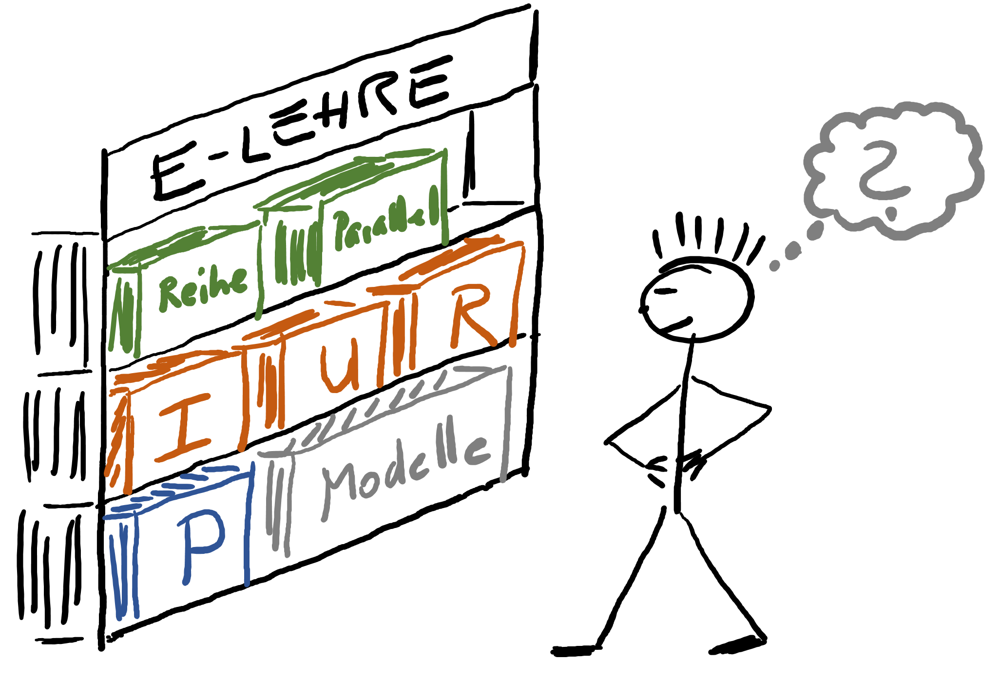 E-LEHRE
Reihe Parallel
I U R
P Modelle
?